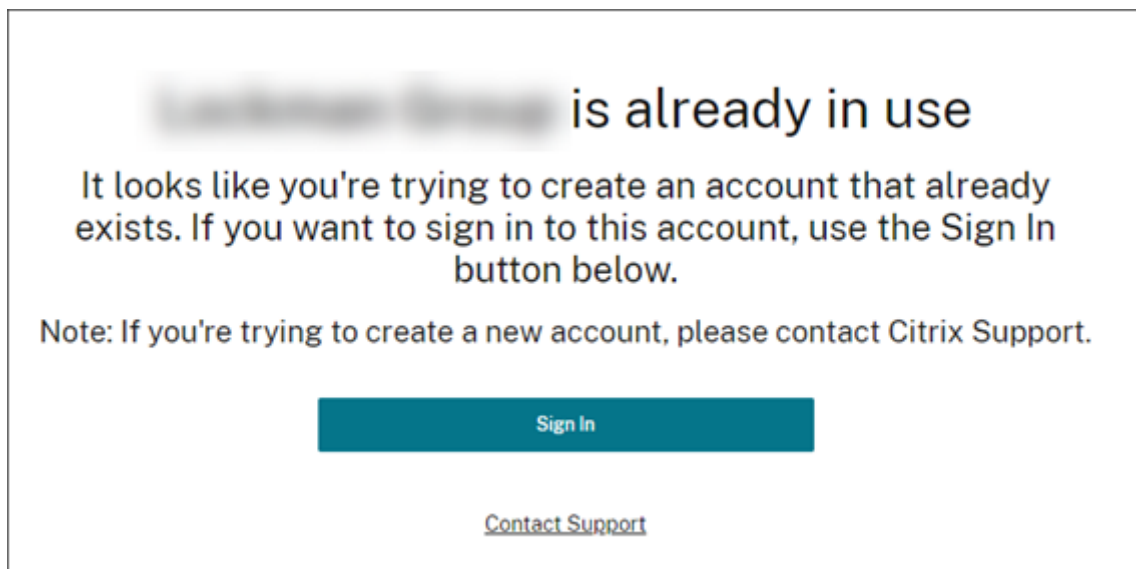 is already in use
It looks like you're trying to create an account that already
exists. If you want to sign in to this account, use the Sign In
button below.
Note: If you're trying to create a new account, please contact Citrix Support.
Sign In
Contact Support